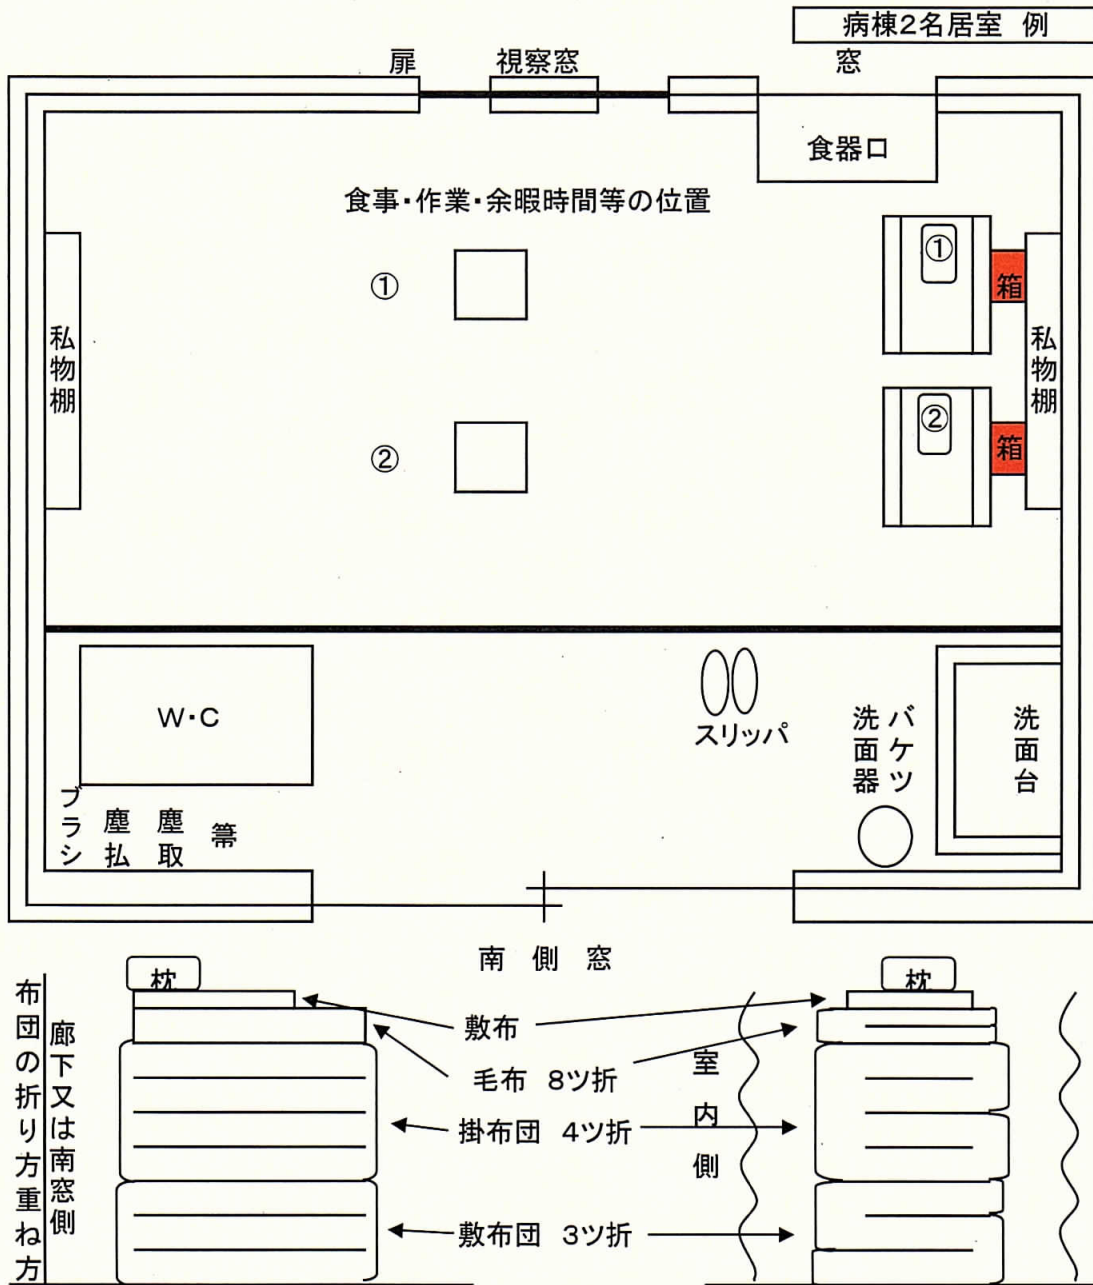 病棟2名居室 例
扉
視察窓
窓
食器口
食事・作業・余暇時間等の位置
①
②
私物棚
①
箱
②
箱
私物棚
W・C
スリッパ
バケツ
洗面器
洗面台
ブラシ
塵払
塵取
箒
南側窓
布団の折り方重ね方
廊下又は南窓側
枕
枕
敷布
毛布 8ツ折
掛布団 4ツ折
敷布団 3ツ折
室内側